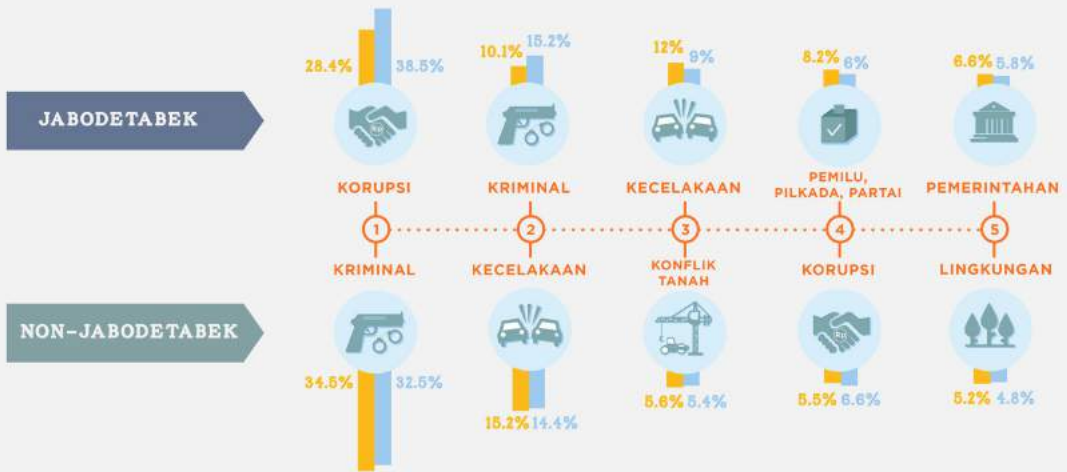 JABODETABEK
28.4% 38.5%
10.1% 15.2%
12% 9%
8.2% 6%
6.6% 5.8%
KORUPSI
KRIMINAL
KECELAKAAN
PEMILU,
PILKADA, PARTAI
PEMERINTAHAN
1 2 3 4 5
KRIMINAL
KECELAKAAN
KONFLIK
TANAH
KORUPSI
LINGKUNGAN
NON-JABODETABEK
34.5% 32.5%
15.2% 14.4%
5.6% 5.4%
5.5% 6.6%
5.2% 4.8%